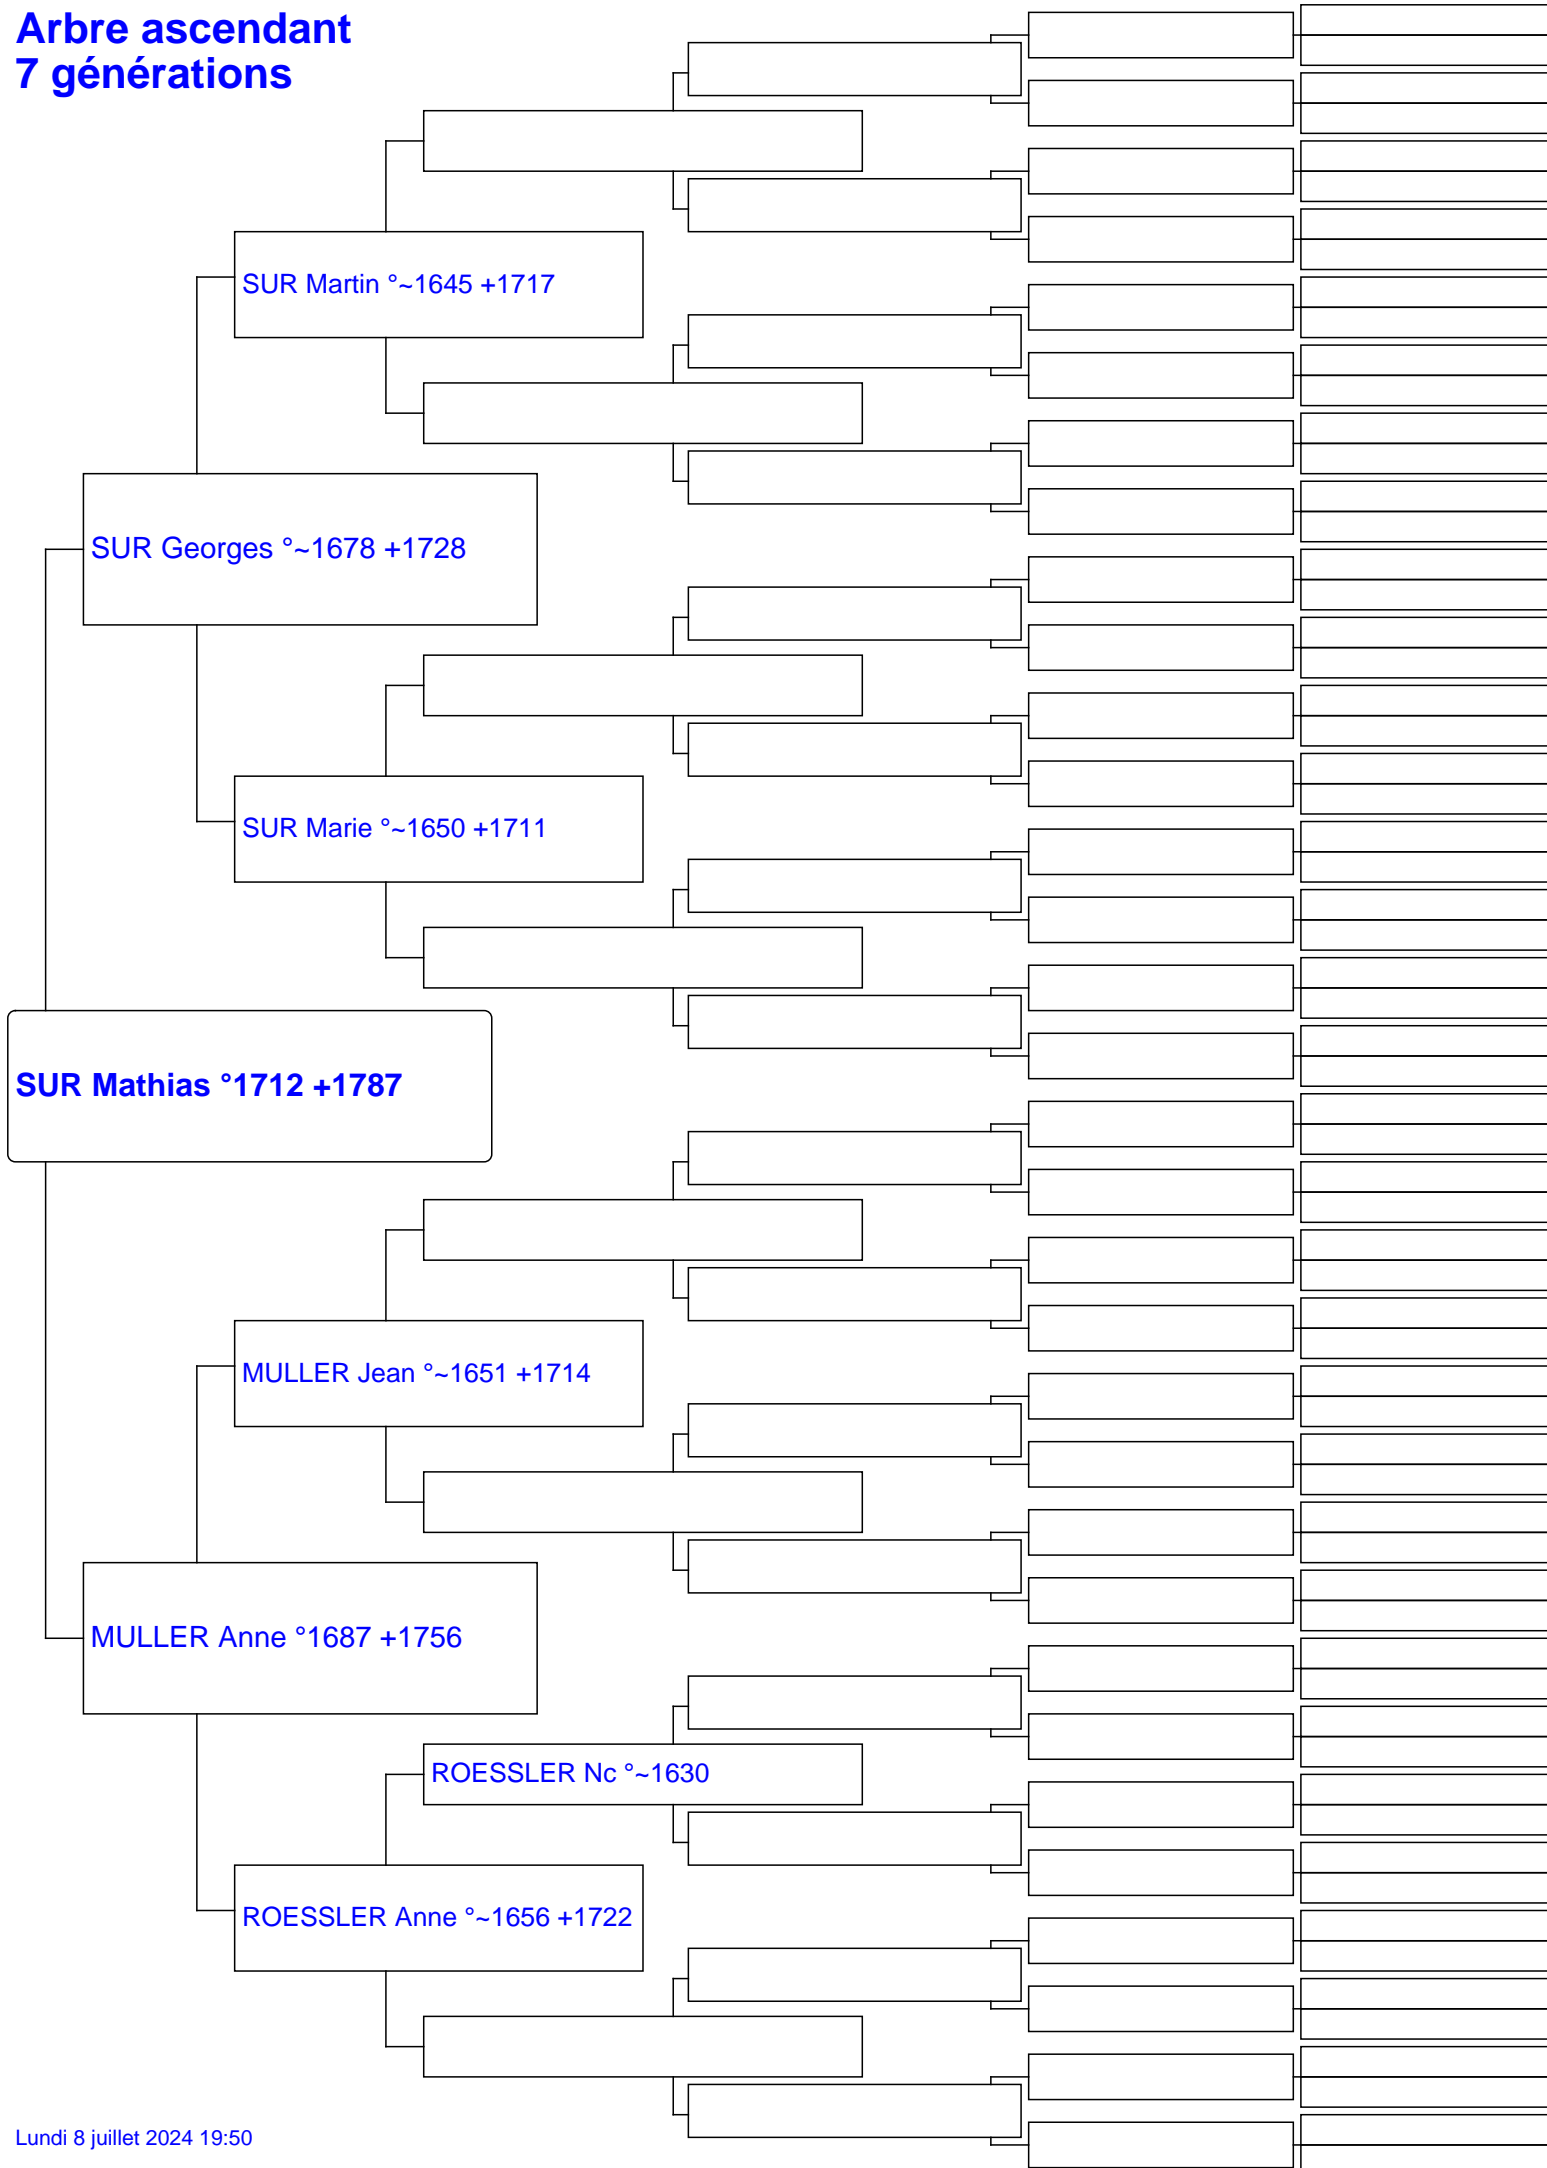 Arbre ascendant
7 générations
SUR Martin °~1645 +1717
SUR Georges °~1678 +1728
SUR Marie °~1650 +1711
SUR Mathias °1712 +1787
MULLER Jean °~1651 +1714
MULLER Anne °1687 +1756
ROESSLER Nc °~1630
ROESSLER Anne °~1656 +1722
Lundi 8 juillet 2024 19:50